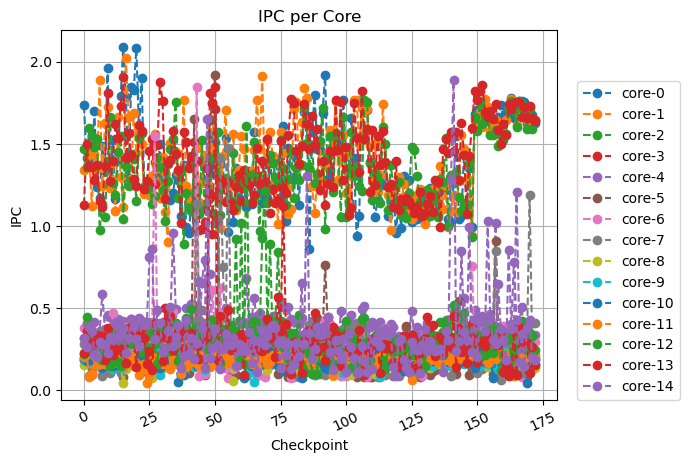 IPC per Core
IPC
2.0
1.5
1.0
0.5
0.0
0
25
50
75
100
125
150
175
Checkpoint
core-0
core-1
core-2
core-3
core-4
core-5
core-6
core-7
core-8
core-9
core-10
core-11
core-12
core-13
core-14